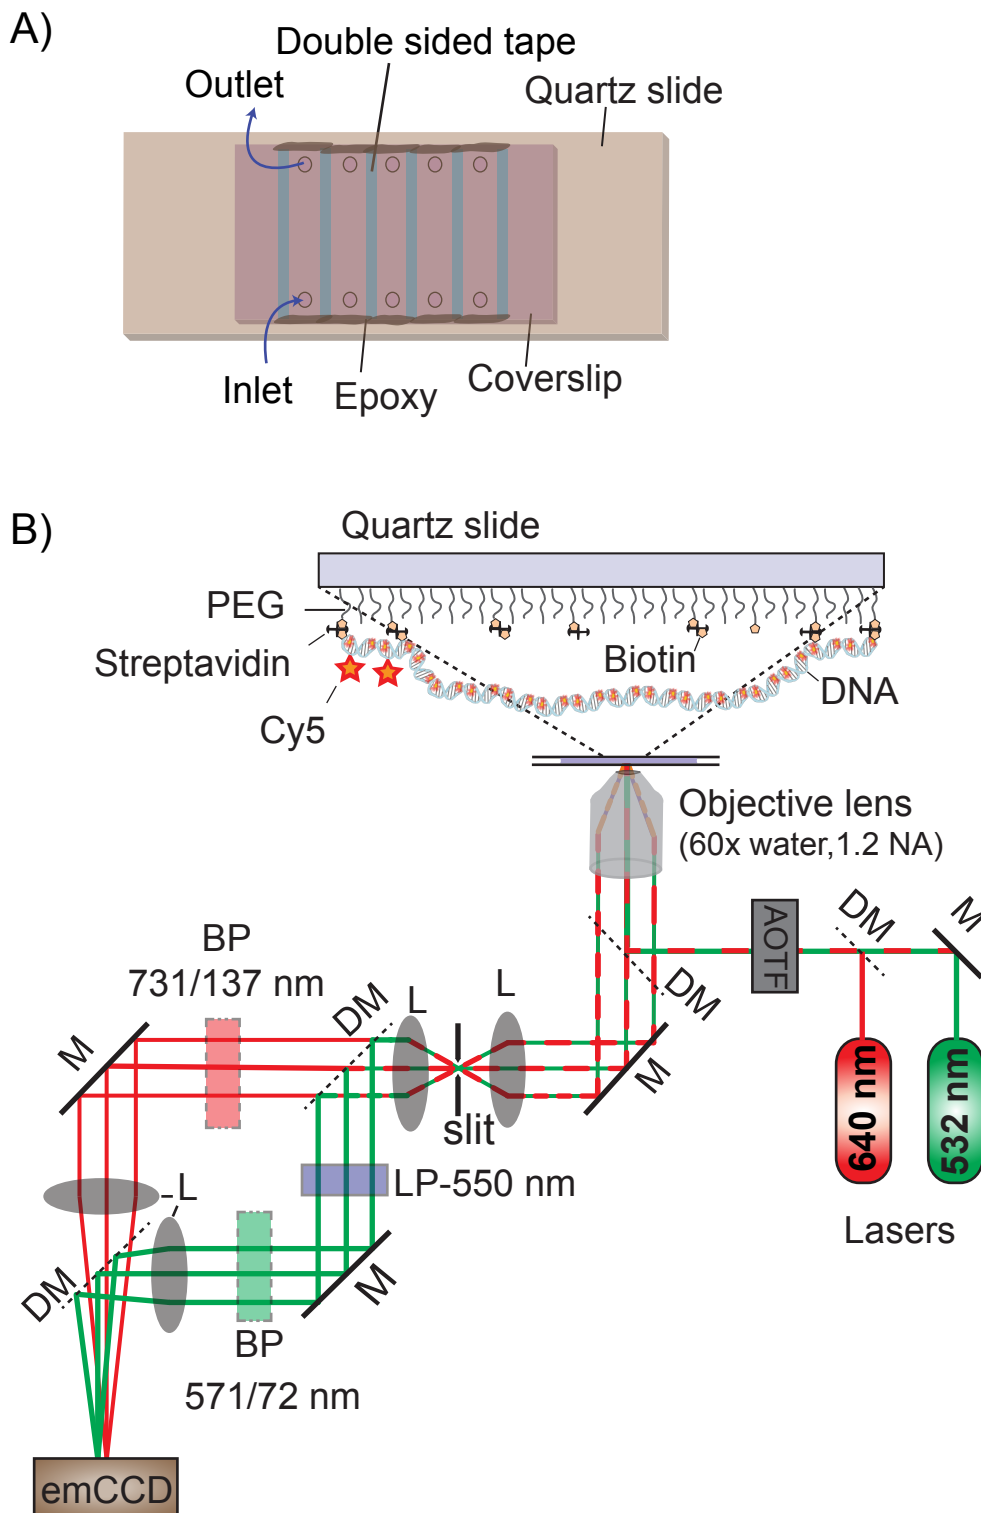 A)
Double sided tape
Outlet
Quartz slide
Inlet
Epoxy
Coverslip
B)
Quartz slide
PEG
Streptavidin
Biotin
DNA
Cy5
Objective lens
(60x water,1.2 NA)
AOTF
DM
M
BP
731/137 nm
DM
L
L
DM
M
M
slit
640 nm
532 nm
LP-550 nm
L
Lasers
DM
M
BP
571/72 nm
emCCD